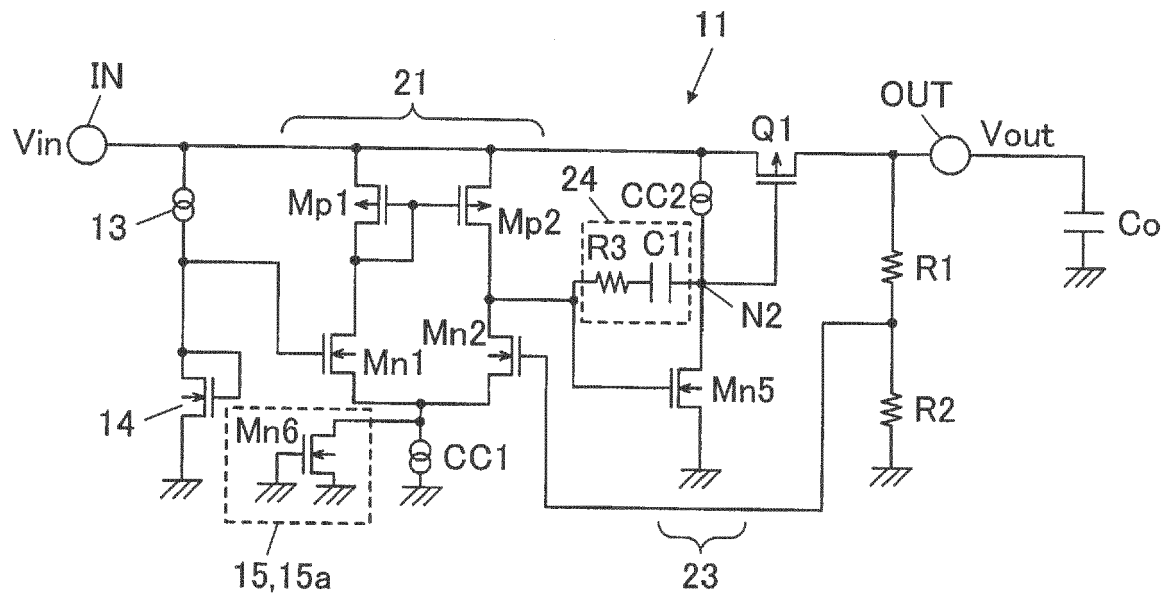 11
IN
21
OUT
Vin
Q1
Vout
13
Mp1
Mp2
24
CC2
R3
C1
Co
R1
N2
Mn2
Mn1
Mn5
14
R2
Mn6
CC1
15,15a
23